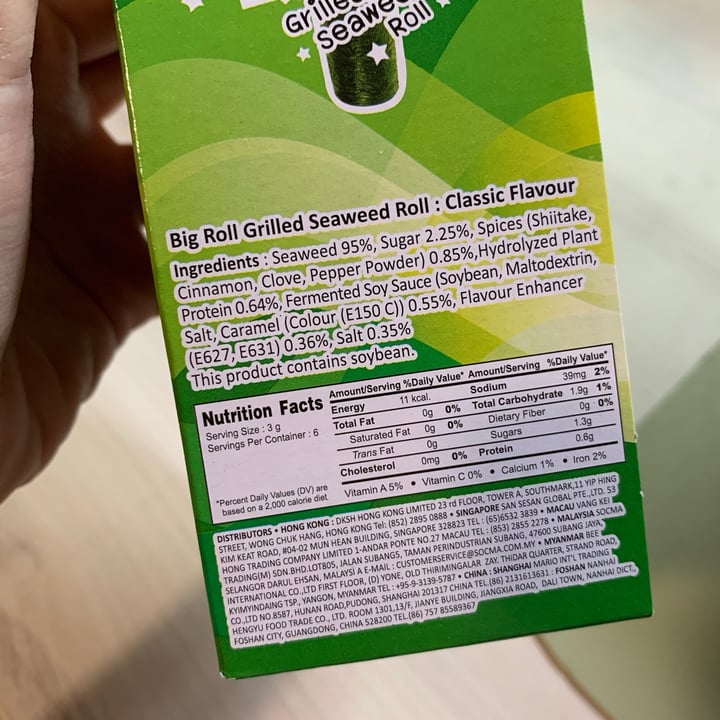 Seaweed
Roll
Big Roll Grilled Seaweed Roll : Classic Flavour
Ingredients : Seaweed 95%, Sugar 2.25%, Spices (Shiitake,
Cinnamon, Clove, Pepper Powder) 0.85%, Hydrolyzed Plant
Protein 0.64%, Fermented Soy Sauce (Soybean, Maltodextrin,
Salt, Caramel (Colour (E150 C)) 0.55%, Flavour Enhancer
(E627, E631) 0.36%, Salt 0.35%
This product contains soybean.
Nutrition Facts
Serving Size : 3 g
Servings Per Container : 6
*Percent Daily Values (DV) are
based on a 2,000 calorie diet.
Amount/Serving %Daily Value* Amount/Serving %Daily Value*
Energy 11 kcal. Sodium 39mg 2%
Total Fat 0g 0% Total Carbohydrate 1.9g 1%
Saturated Fat 0g 0% Dietary Fiber 0g 0%
Trans Fat 0g Sugars 1.3g
Cholesterol 0mg 0% Protein 0.6g
Vitamin A 5% • Vitamin C 0% • Calcium 1% • Iron 2%
DISTRIBUTORS • HONG KONG : DKSH HONG KONG LIMITED 23 rd FLOOR, TOWER A, SOUTHMARK,11 YIP HING
STREET, WONG CHUK HANG, HONG KONG Tel: (852) 2895 0888 • SINGAPORE SAN SESAN GLOBAL PTE., LTD. 53
KIM KEAT ROAD, #04-02 MUN HEAN BUILDING, SINGAPORE 328823 TEL : (65)6532 3839 • MACAU VANG KEI
HONG TRADING COMPANY LIMITED 1-ANDAR PONTE NO.27 MACAU TEL : (853) 2855 2278 • MALAYSIA SOCMA
TRADING(M) SDN.BHD.LOT805, JALAN SUBANGS, TAMAN PERINDUSTRIAN SUBANG, 47600 SUBANG JAYA,
SELANGOR DARUL EHSAN, MALAYSI A E-MAIL : CUSTOMERSERVICE@SOCMA.COM.MY • MYANMAR BEE
INTERNATIONAL CO.,LTD FIRST FLOOR, (D) YONE, OLD THIRIMINGALAR ZAY. THIDAR QUARTER, STRAND ROAD,
KYIMYINDAING TSP., YANGON, MYANMAR TEL : +95-9-3139-5787 • CHINA : SHANGHAI MARIO INT'L TRADING
CO.,LTD NO.8587, HUNAN ROAD,PUDONG, SHANGHAI 201317 CHINA TEL.(86) 2131613631 : FOSHAN NANHAI
HENGYU FOOD TRADE CO., LTD. ROOM 1301,13/F, JIANYE BUILDING, JIANGXIA ROAD, DALI TOWN, NANHAI DICT,
FOSHAN CITY, GUANGDONG, CHINA 528200 TEL.(86) 757 85589367